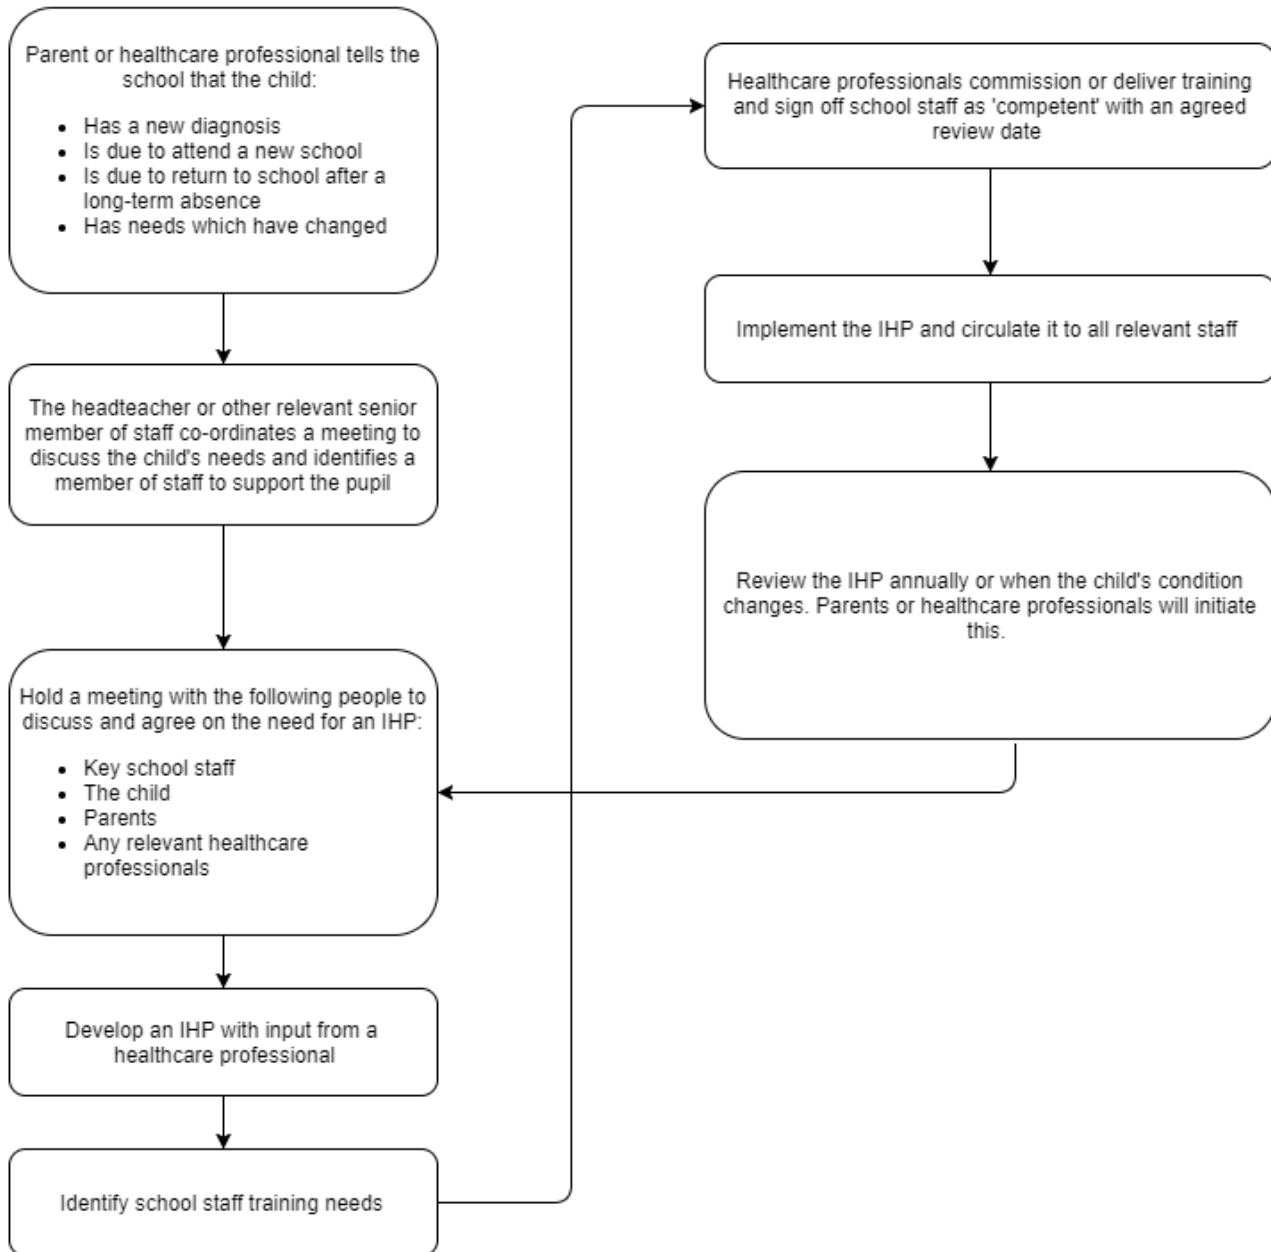 Parent or healthcare professional tells the
school that the child:
• Has a new diagnosis
• Is due to attend a new school
• Is due to return to school after a
long-term absence
• Has needs which have changed
The headteacher or other relevant senior
member of staff co-ordinates a meeting to
discuss the child's needs and identifies a
member of staff to support the pupil
Hold a meeting with the following people to
discuss and agree on the need for an IHP:
• Key school staff
• The child
• Parents
• Any relevant healthcare
professionals
Develop an IHP with input from a
healthcare professional
Identify school staff training needs
Healthcare professionals commission or deliver training
and sign off school staff as 'competent' with an agreed
review date
Implement the IHP and circulate it to all relevant staff
Review the IHP annually or when the child's condition
changes. Parents or healthcare professionals will initiate
this.